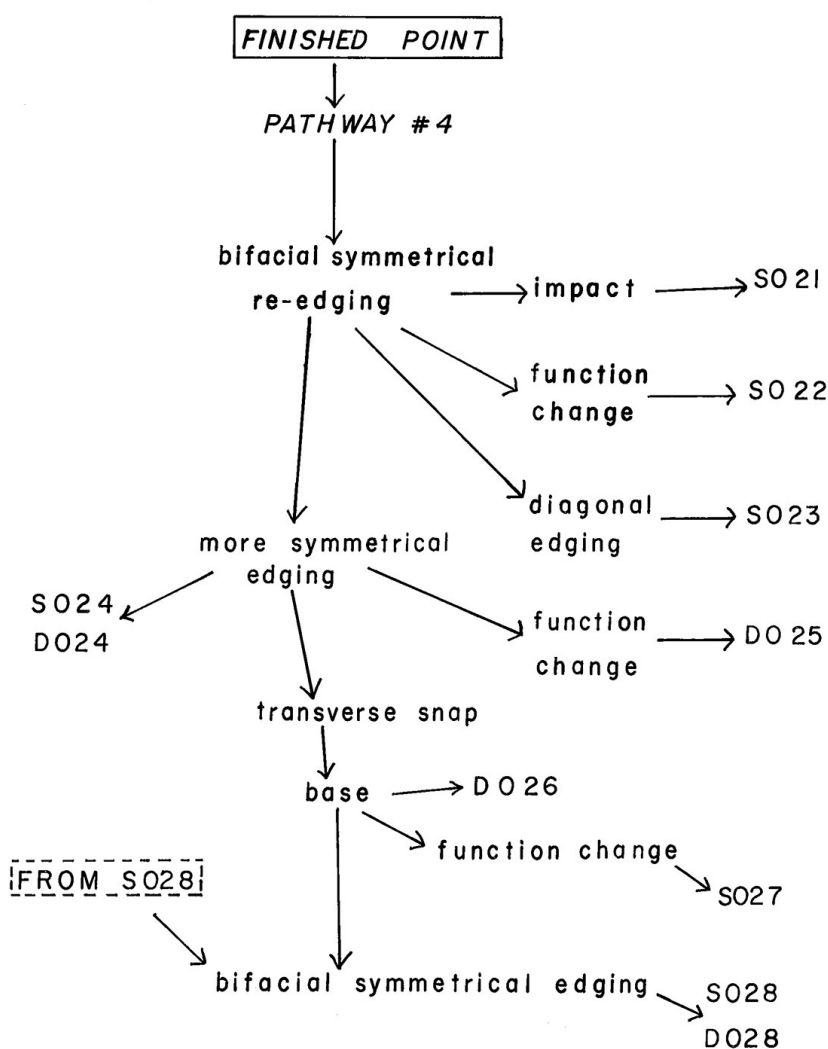 FINISHED POINT
PATHWAY #4
bifacial symmetrical
re-edging
impact
SO21
function
change
SO22
diagonal
edging
SO23
more symmetrical
edging
SO24
DO24
function
change
DO25
transverse snap
base
DO26
function change
SO27
FROM SO28
bifacial symmetrical edging
SO28
DO28